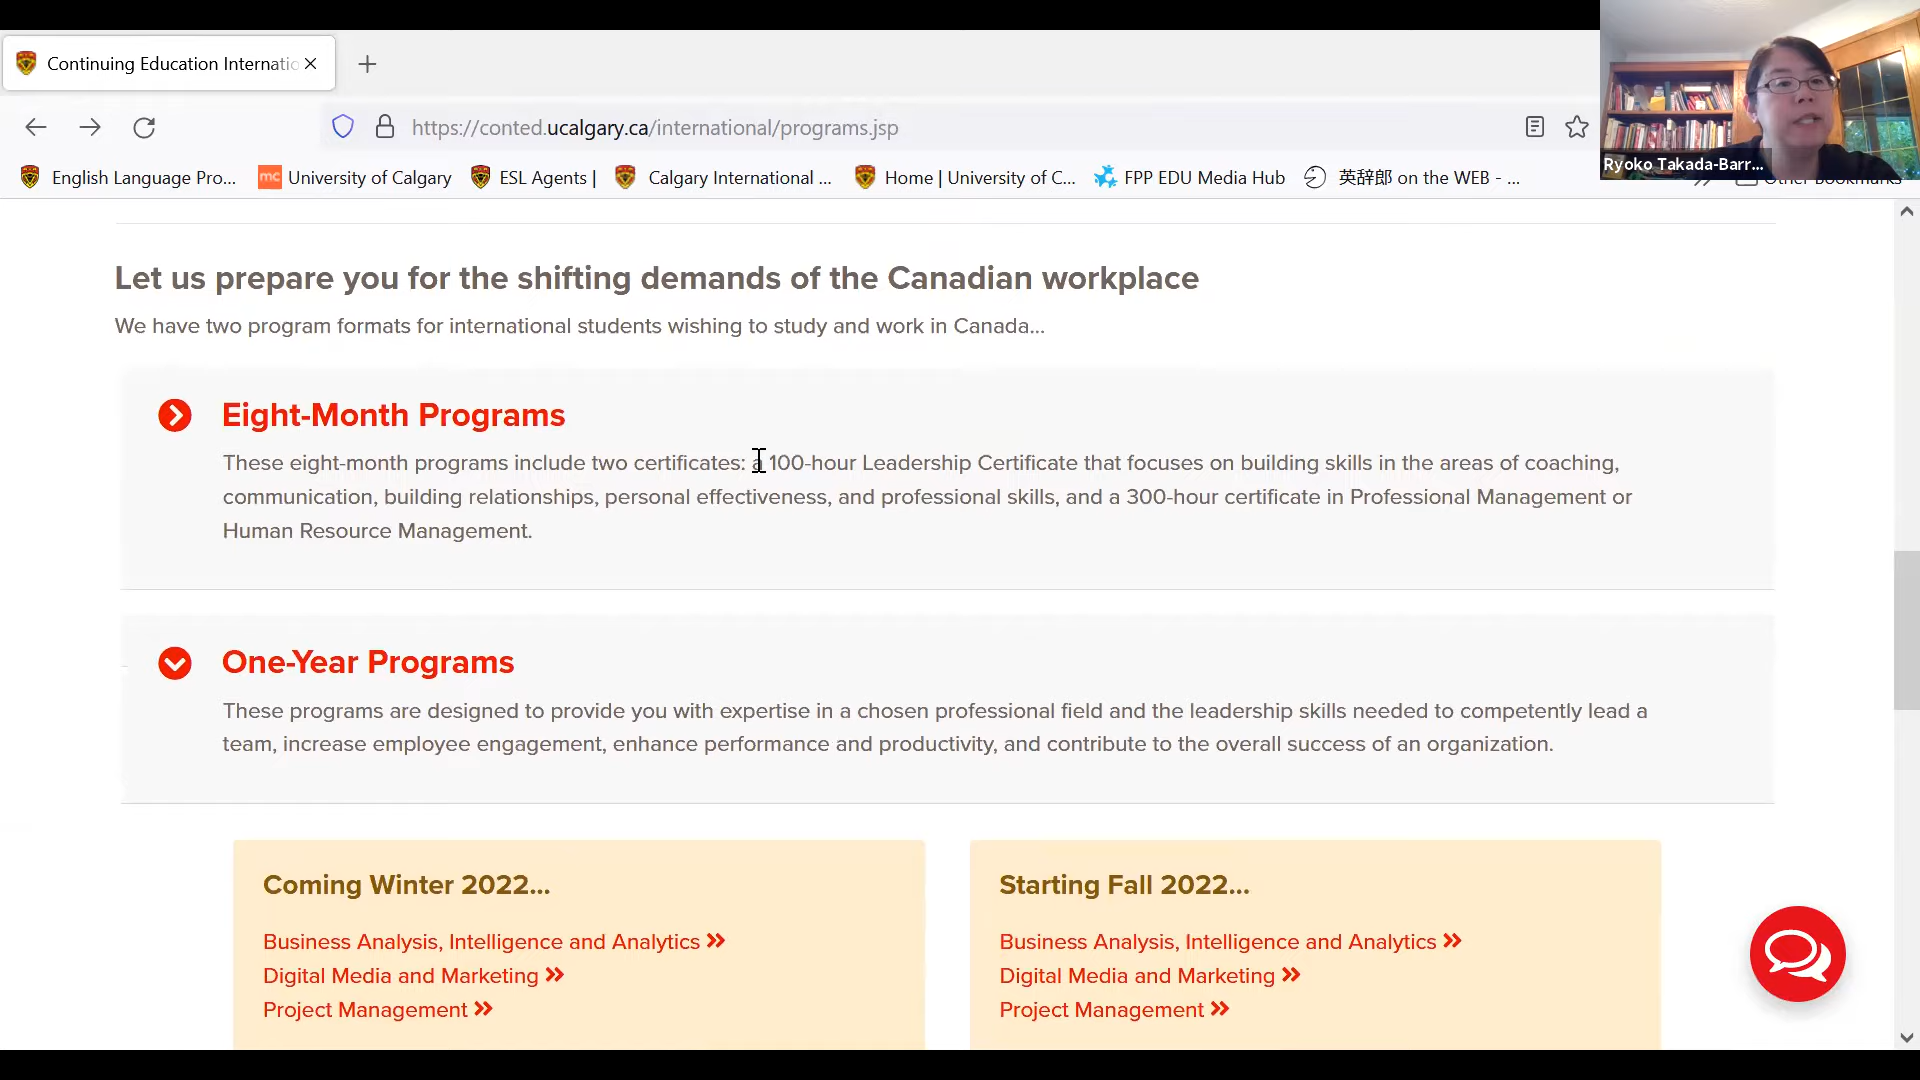 Continuing Education Internatio
https://conted.ucalgary.ca/international/programs.jsp
English Language Pro... University of Calgary ESL Agents | Calgary International ... Home | University of C... FPP EDU Media Hub 英辞郎 on the WEB - ... Other Bookmarks
mc
Ryoko Takada-Barr...
Let us prepare you for the shifting demands of the Canadian workplace
We have two program formats for international students wishing to study and work in Canada...
Eight-Month Programs
These eight-month programs include two certificates: a 100-hour Leadership Certificate that focuses on building skills in the areas of coaching,
communication, building relationships, personal effectiveness, and professional skills, and a 300-hour certificate in Professional Management or
Human Resource Management.
One-Year Programs
These programs are designed to provide you with expertise in a chosen professional field and the leadership skills needed to competently lead a
team, increase employee engagement, enhance performance and productivity, and contribute to the overall success of an organization.
Coming Winter 2022...
Business Analysis, Intelligence and Analytics »
Digital Media and Marketing »
Project Management »
Starting Fall 2022...
Business Analysis, Intelligence and Analytics »
Digital Media and Marketing »
Project Management »